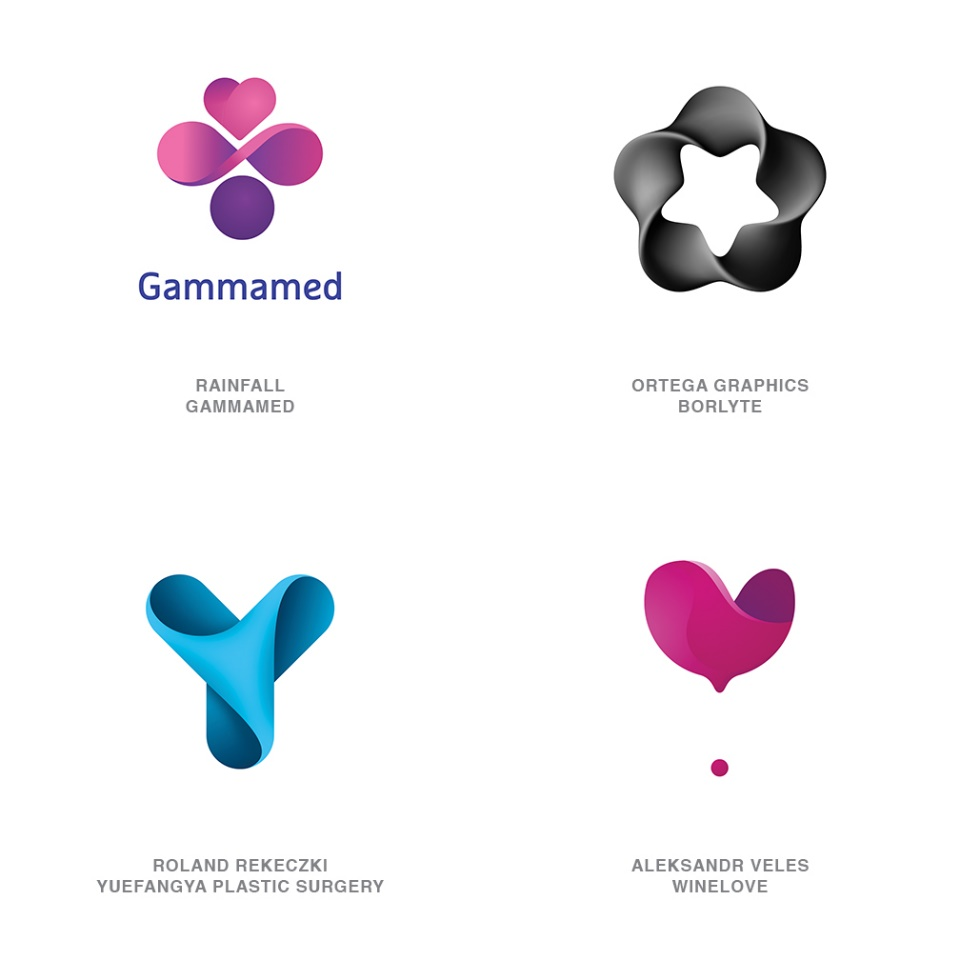 Gammamed
RAINFALL
GAMMAMED
ORTEGA GRAPHICS
BORLYTE
ROLAND REKECZKI
YUEFANGYA PLASTIC SURGERY
ALEKSANDR VELES
WINELOVE